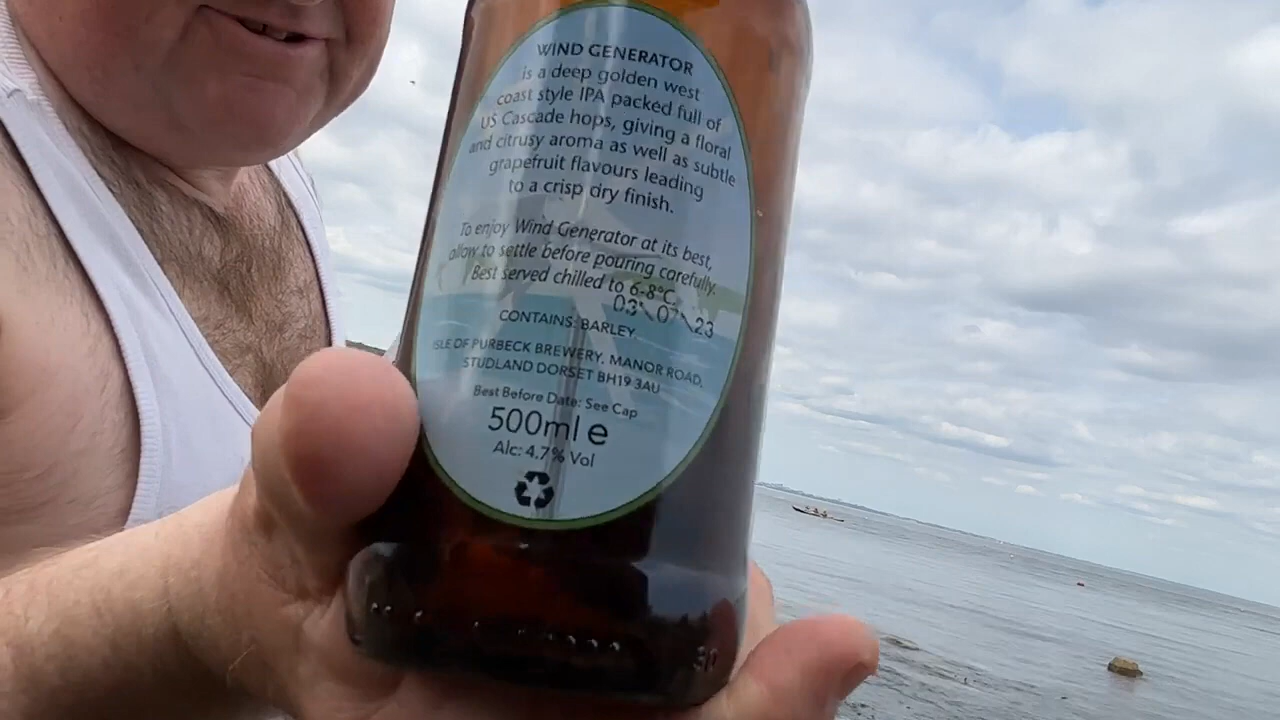 WIND GENERATOR
is a deep golden west
coast style IPA packed full of
US Cascade hops, giving a floral
and citrusy aroma as well as subtle
grapefruit flavours leading
to a crisp dry finish.
To enjoy Wind Generator at its best,
allow to settle before pouring carefully.
Best served chilled to 6-8°C.
03\07\23
CONTAINS: BARLEY.
ISLE OF PURBECK BREWERY, MANOR ROAD,
STUDLAND DORSET BH19 3AU
Best Before Date: See Cap
500ml e
Alc: 4.7% Vol